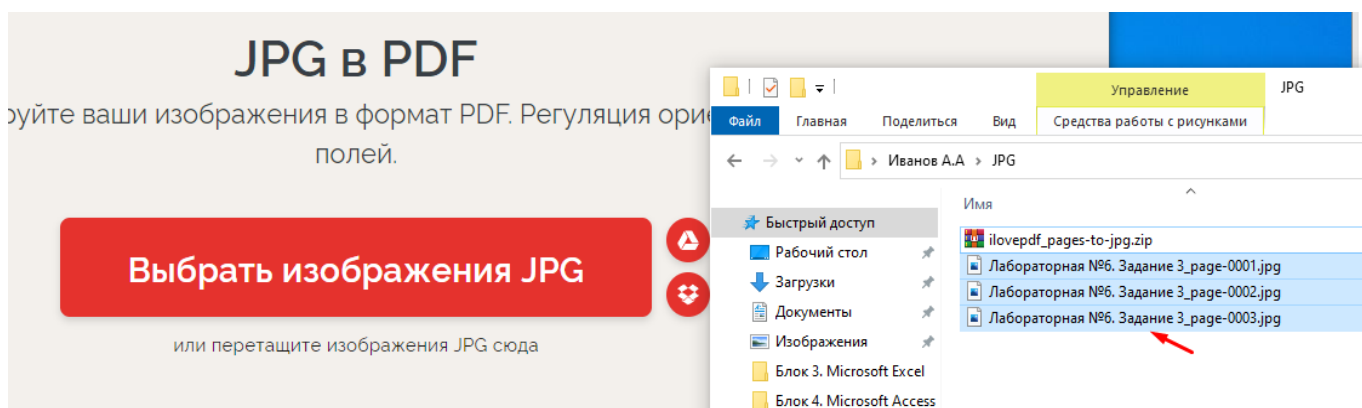 JPG в PDF
руйте ваши изображения в формат PDF. Регуляция орие
полей.
Выбрать изображения JPG
или перетащите изображения JPG сюда
Управление
JPG
Файл Главная Поделиться Вид Средства работы с рисунками
Иванов А.А › JPG
Имя
Быстрый доступ
Рабочий стол
Загрузки
Документы
Изображения
Блок 3. Microsoft Excel
Блок 4. Microsoft Access
ilovepdf_pages-to-jpg.zip
Лабораторная №6. Задание 3_page-0001.jpg
Лабораторная №6. Задание 3_page-0002.jpg
Лабораторная №6. Задание 3_page-0003.jpg